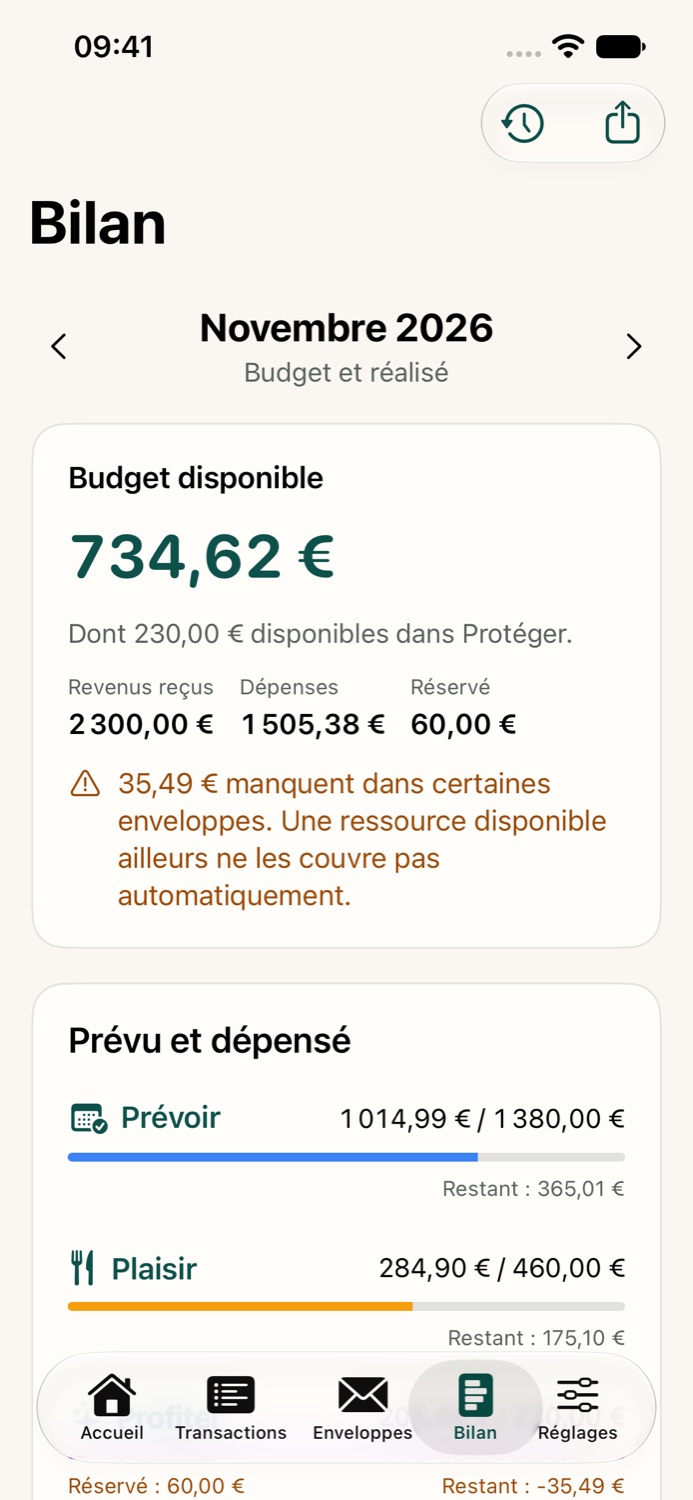 09:41
Bilan
Novembre 2026
Budget et réalisé
Budget disponible
734,62 €
Dont 230,00 € disponibles dans Protéger.
Revenus reçus Dépenses Réservé
2 300,00 € 1 505,38 € 60,00 €
35,49 € manquent dans certaines
enveloppes. Une ressource disponible
ailleurs ne les couvre pas
automatiquement.
Prévu et dépensé
Prévoir 1 014,99 € / 1 380,00 €
Restant : 365,01 €
Plaisir 284,90 € / 460,00 €
Restant : 175,10 €
Profiter
Accueil Transactions Enveloppes Bilan Réglages
Réservé : 60,00 € Restant : -35,49 €